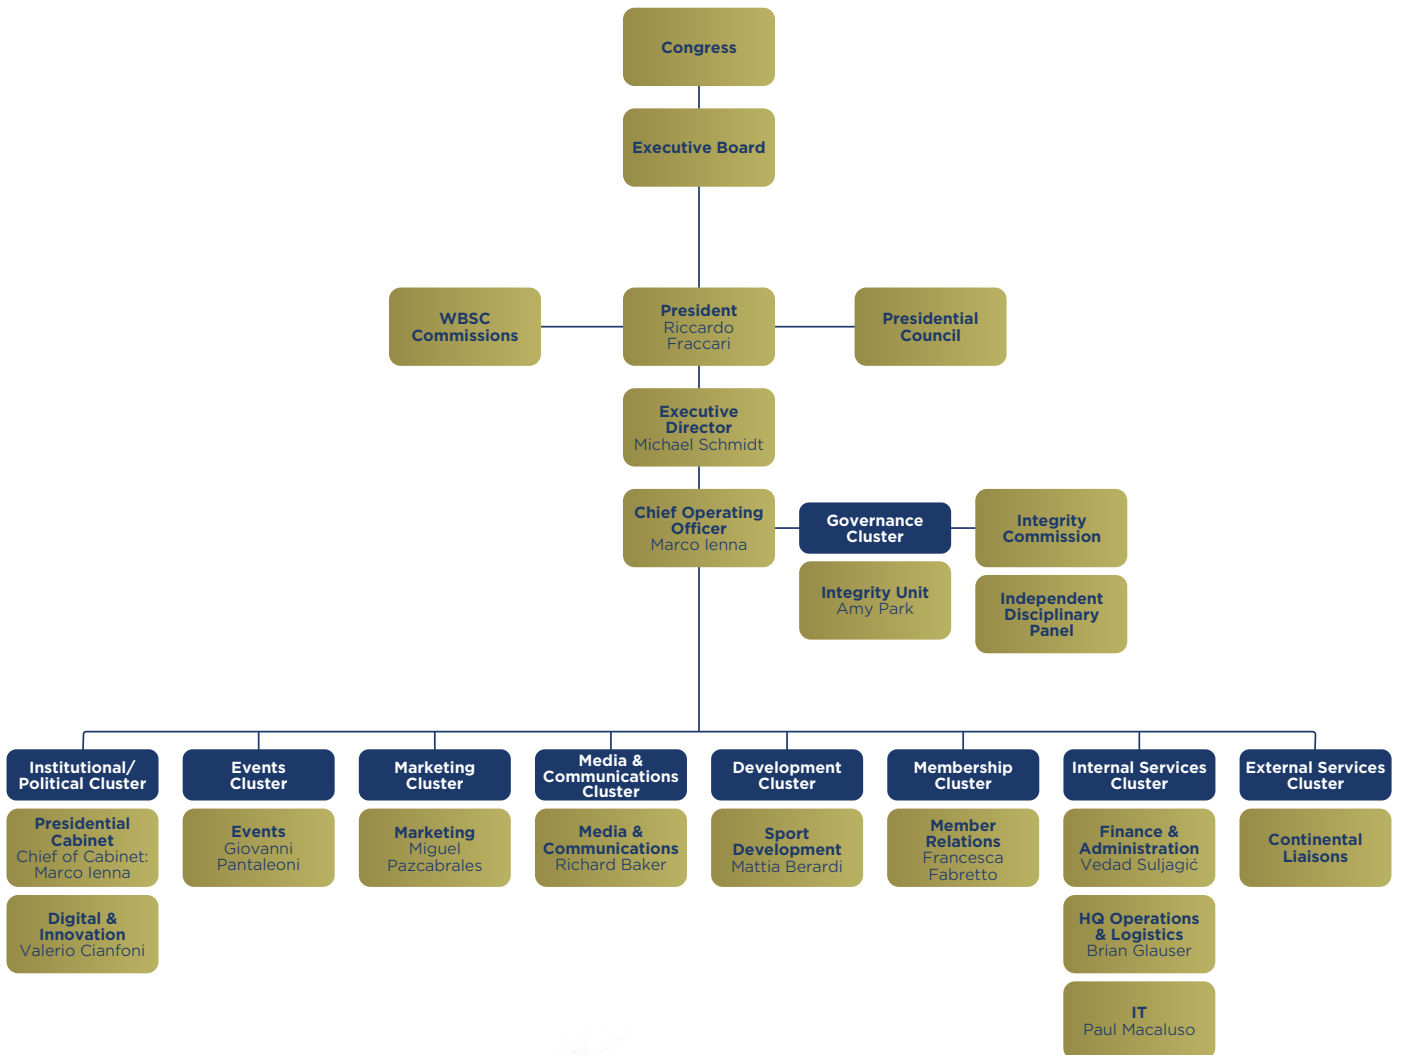 Congress
Executive Board
WBSC
Commissions
President
Riccardo
Fraccari
Presidential
Council
Executive
Director
Michael Schmidt
Chief Operating
Officer
Marco Ienna
Governance
Cluster
Integrity
Commission
Integrity Unit
Amy Park
Independent
Disciplinary
Panel
Institutional/
Political Cluster
Presidential
Cabinet
Chief of Cabinet:
Marco Ienna
Digital &
Innovation
Valerio Cianfoni
Events
Cluster
Events
Giovanni
Pantaleoni
Marketing
Cluster
Marketing
Miguel
Pazcabrales
Media &
Communications
Cluster
Media &
Communications
Richard Baker
Development
Cluster
Sport
Development
Mattia Berardi
Membership
Cluster
Member
Relations
Francesca
Fabretto
Internal Services
Cluster
Finance &
Administration
Vedad Suljagić
HQ Operations
& Logistics
Brian Glauser
IT
Paul Macaluso
External Services
Cluster
Continental
Liaisons